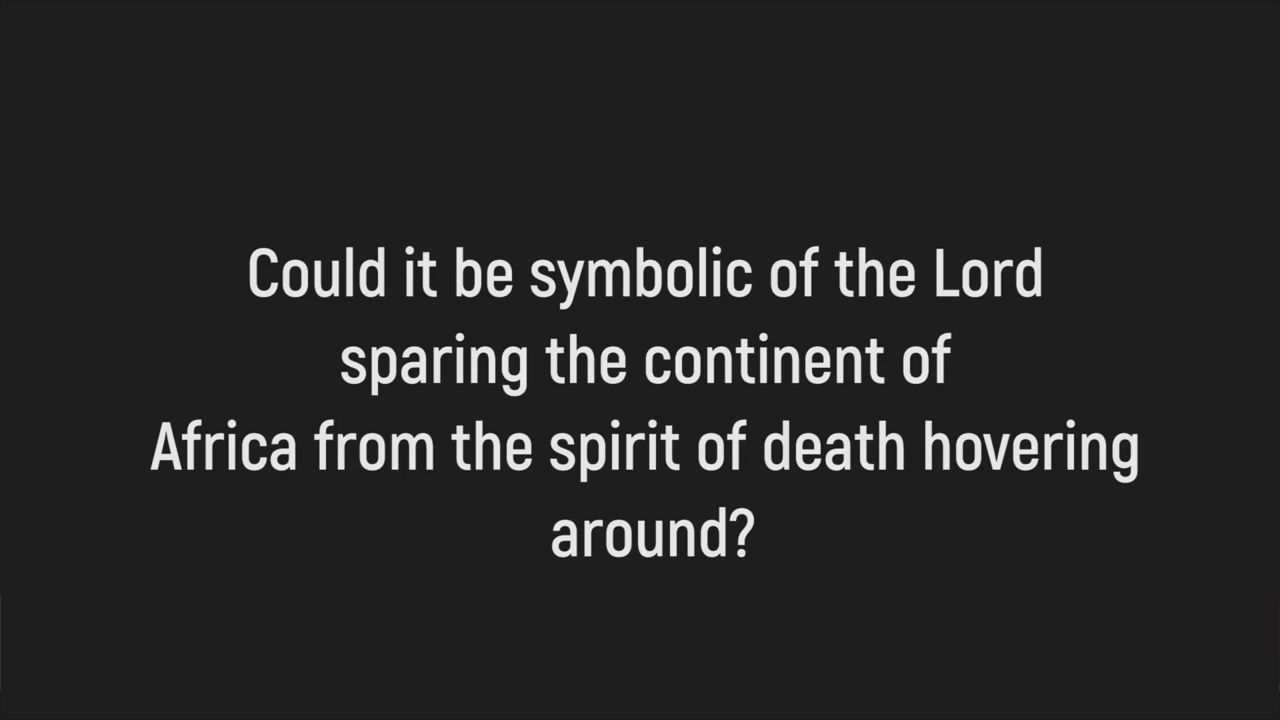 Could it be symbolic of the Lord
sparing the continent of
Africa from the spirit of death hovering
around?